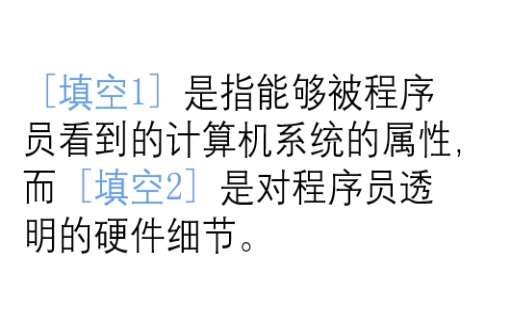 [填空1] 是指能够被程序
员看到的计算机系统的属性,
而 [填空2] 是对程序员透
明的硬件细节。